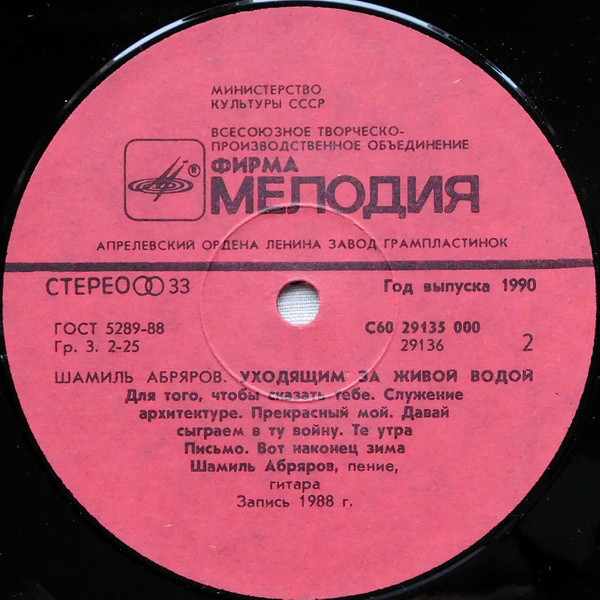 МИНИСТЕРСТВО
КУЛЬТУРЫ СССР
ВСЕСОЮЗНОЕ ТВОРЧЕСКО-
ПРОИЗВОДСТВЕННОЕ ОБЪЕДИНЕНИЕ
® ФИРМА
МЕЛОДИЯ
АПРЕЛЕВСКИЙ ОРДЕНА ЛЕНИНА ЗАВОД ГРАМПЛАСТИНОК
СТЕРЕО 33 Год выпуска 1990
ГОСТ 5289-88 С60 29135 000
Гр. 3. 2-25 29136 2
ШАМИЛЬ АБРЯРОВ. УХОДЯЩИМ ЗА ЖИВОЙ ВОДОЙ
Для того, чтобы сказать тебе. Служение
архитектуре. Прекрасный мой. Давай
сыграем в ту войну. Те утра
Письмо. Вот наконец зима
Шамиль Абряров, пение,
гитара
Запись 1988 г.